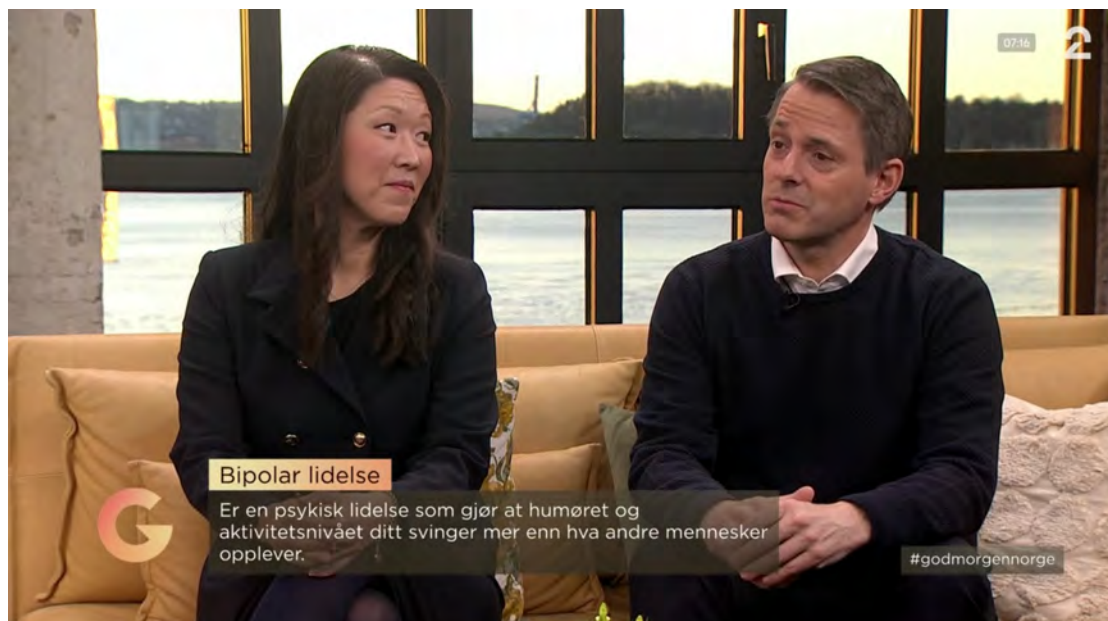 07:16
2
Bipolar lidelse
G
Er en psykisk lidelse som gjør at humøret og
aktivitetsnivået ditt svinger mer enn hva andre mennesker
opplever.
#godmorgennorge